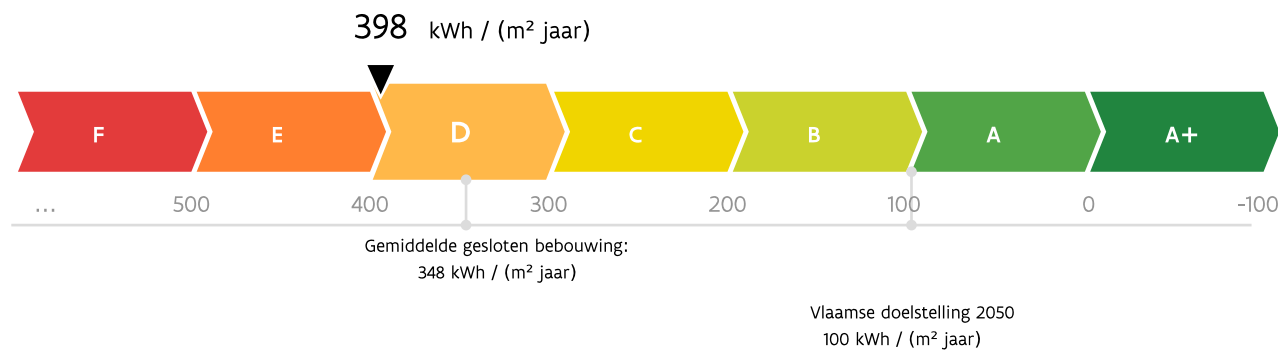 398 kWh / (m² jaar)
F E D C B A A+
... 500 400 300 200 100 0 -100
Gemiddelde gesloten bebouwing:
348 kWh / (m² jaar)
Vlaamse doelstelling 2050
100 kWh / (m² jaar)